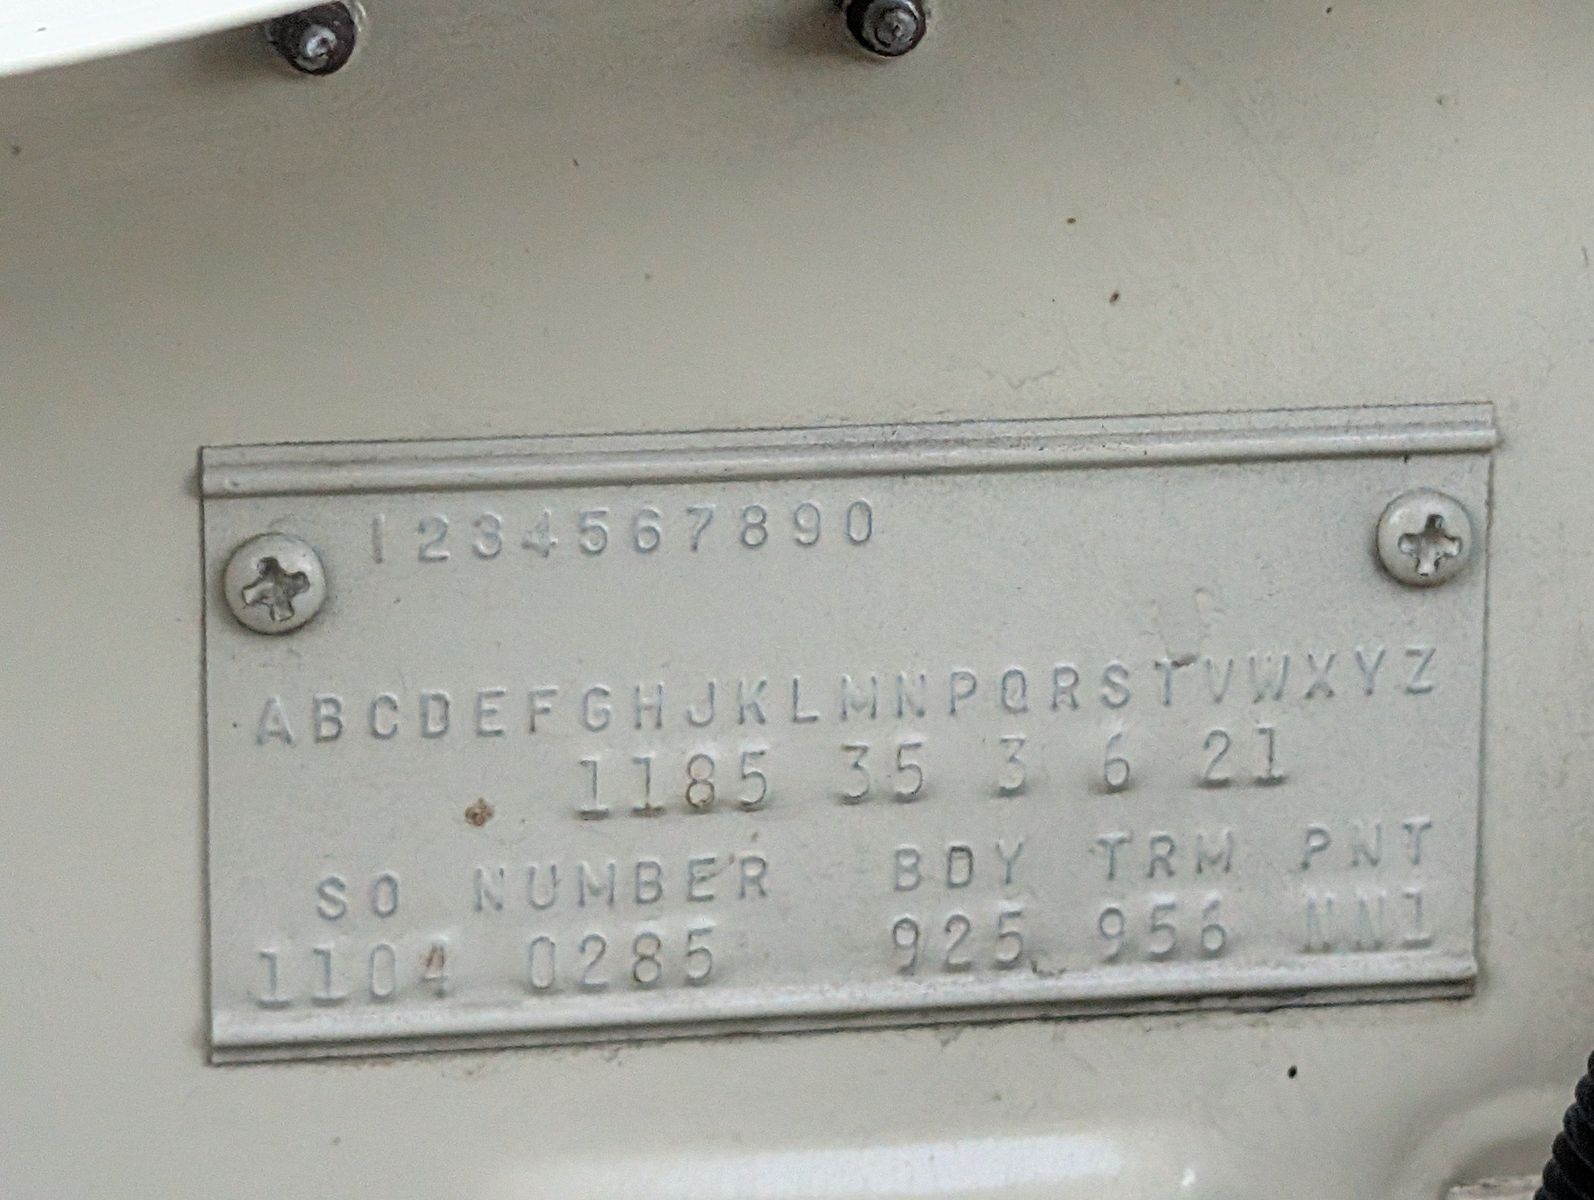 1234567890
ABCDEFGHJKLMNPQRSTVWXYZ
1185 35 3 6 21
SO NUMBER BDY TRM PNT
1104 0285 925 956 NN1